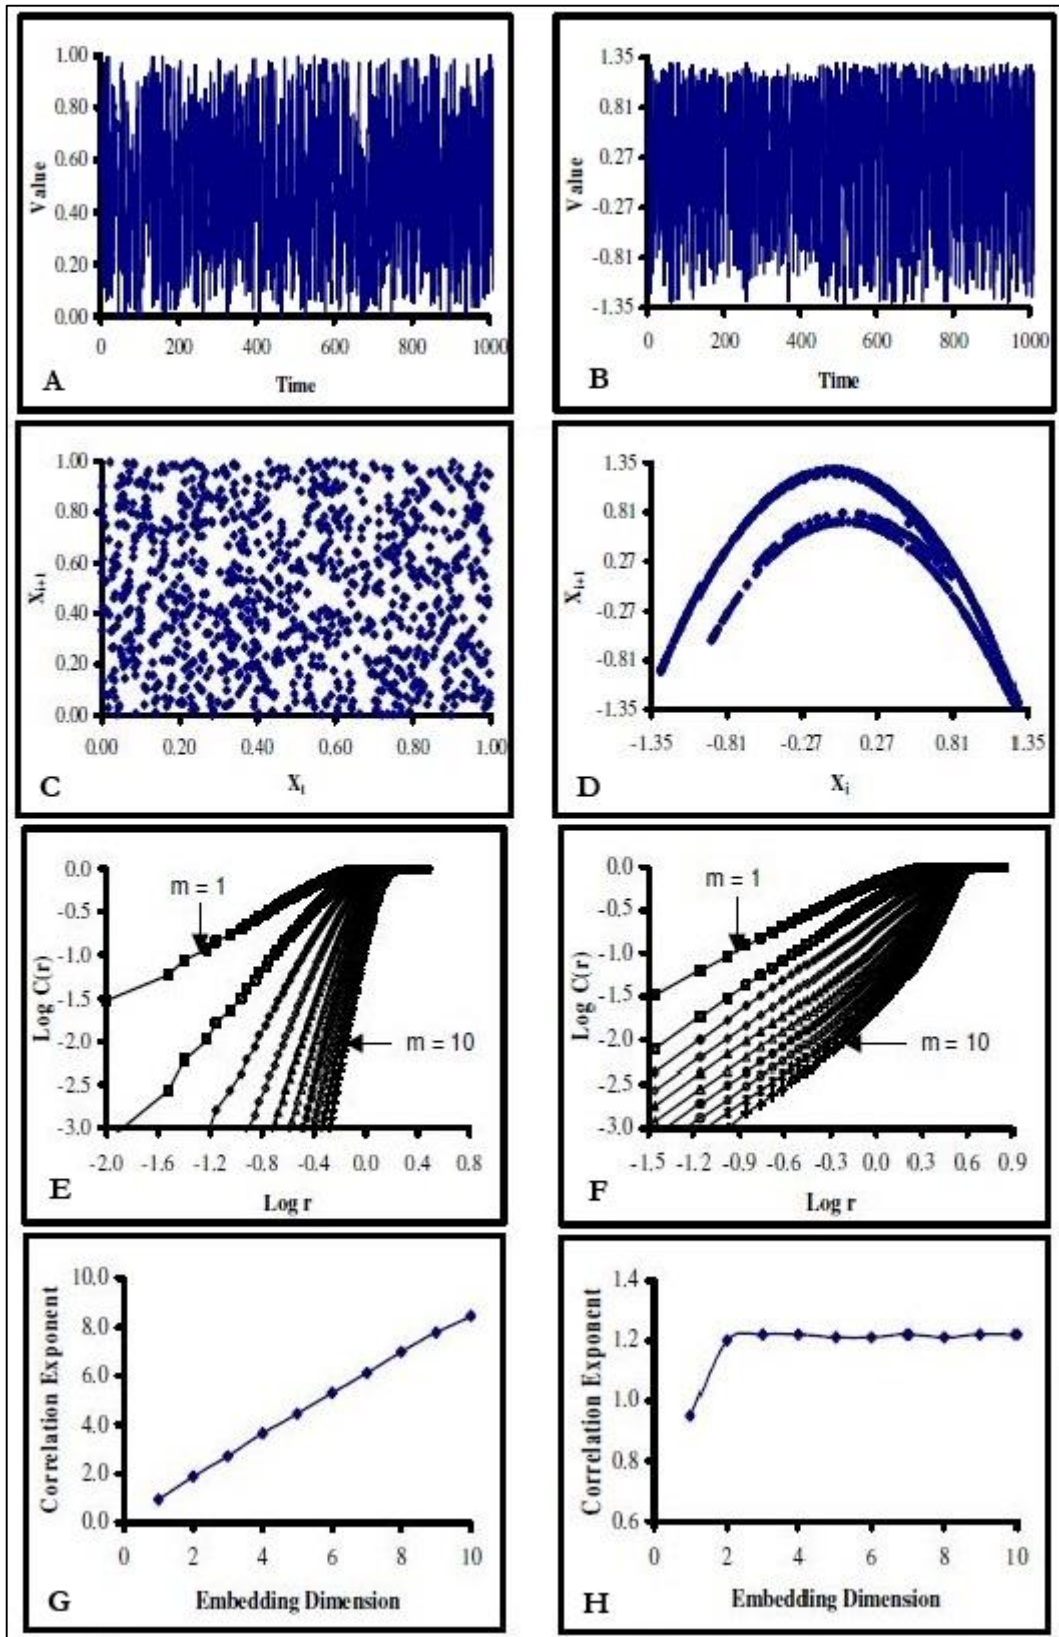 1.00
0.80
0.60
0.40
0.20
0.00
Value
0 200 400 600 800 1000
Time
A
1.35
0.81
0.27
-0.27
-0.81
-1.35
Value
0 200 400 600 800 1000
Time
B
1.00
0.80
0.60
0.40
0.20
0.00
Xi+1
0.00 0.20 0.40 0.60 0.80 1.00
Xi
C
1.35
0.81
0.27
-0.27
-0.81
-1.35
Xi+1
-1.35 -0.81 -0.27 0.27 0.81 1.35
Xi
D
0.0
-0.5
-1.0
-1.5
-2.0
-2.5
-3.0
Log C(r)
m = 1
m = 10
-2.0 -1.6 -1.2 -0.8 -0.4 0.0 0.4 0.8
Log r
E
0.0
-0.5
-1.0
-1.5
-2.0
-2.5
-3.0
Log C(r)
m = 1
m = 10
-1.5 -1.2 -0.9 -0.6 -0.3 0.0 0.3 0.6 0.9
Log r
F
10.0
8.0
6.0
4.0
2.0
0.0
Correlation Exponent
0 2 4 6 8 10
Embedding Dimension
G
1.4
1.2
1.0
0.8
0.6
Correlation Exponent
0 2 4 6 8 10
Embedding Dimension
H